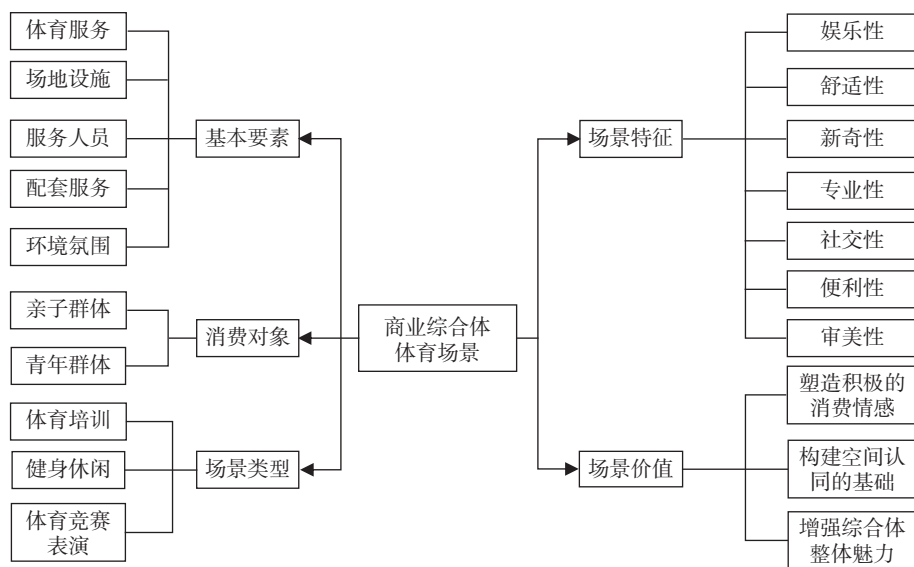 体育服务
场地设施
服务人员
配套服务
环境氛围
基本要素
亲子群体
青年群体
消费对象
体育培训
健身休闲
体育竞赛
表演
场景类型
商业综合体
体育场景
场景特征
娱乐性
舒适性
新奇性
专业性
社交性
便利性
审美性
场景价值
塑造积极的
消费情感
构建空间认
同的基础
增强综合体
整体魅力